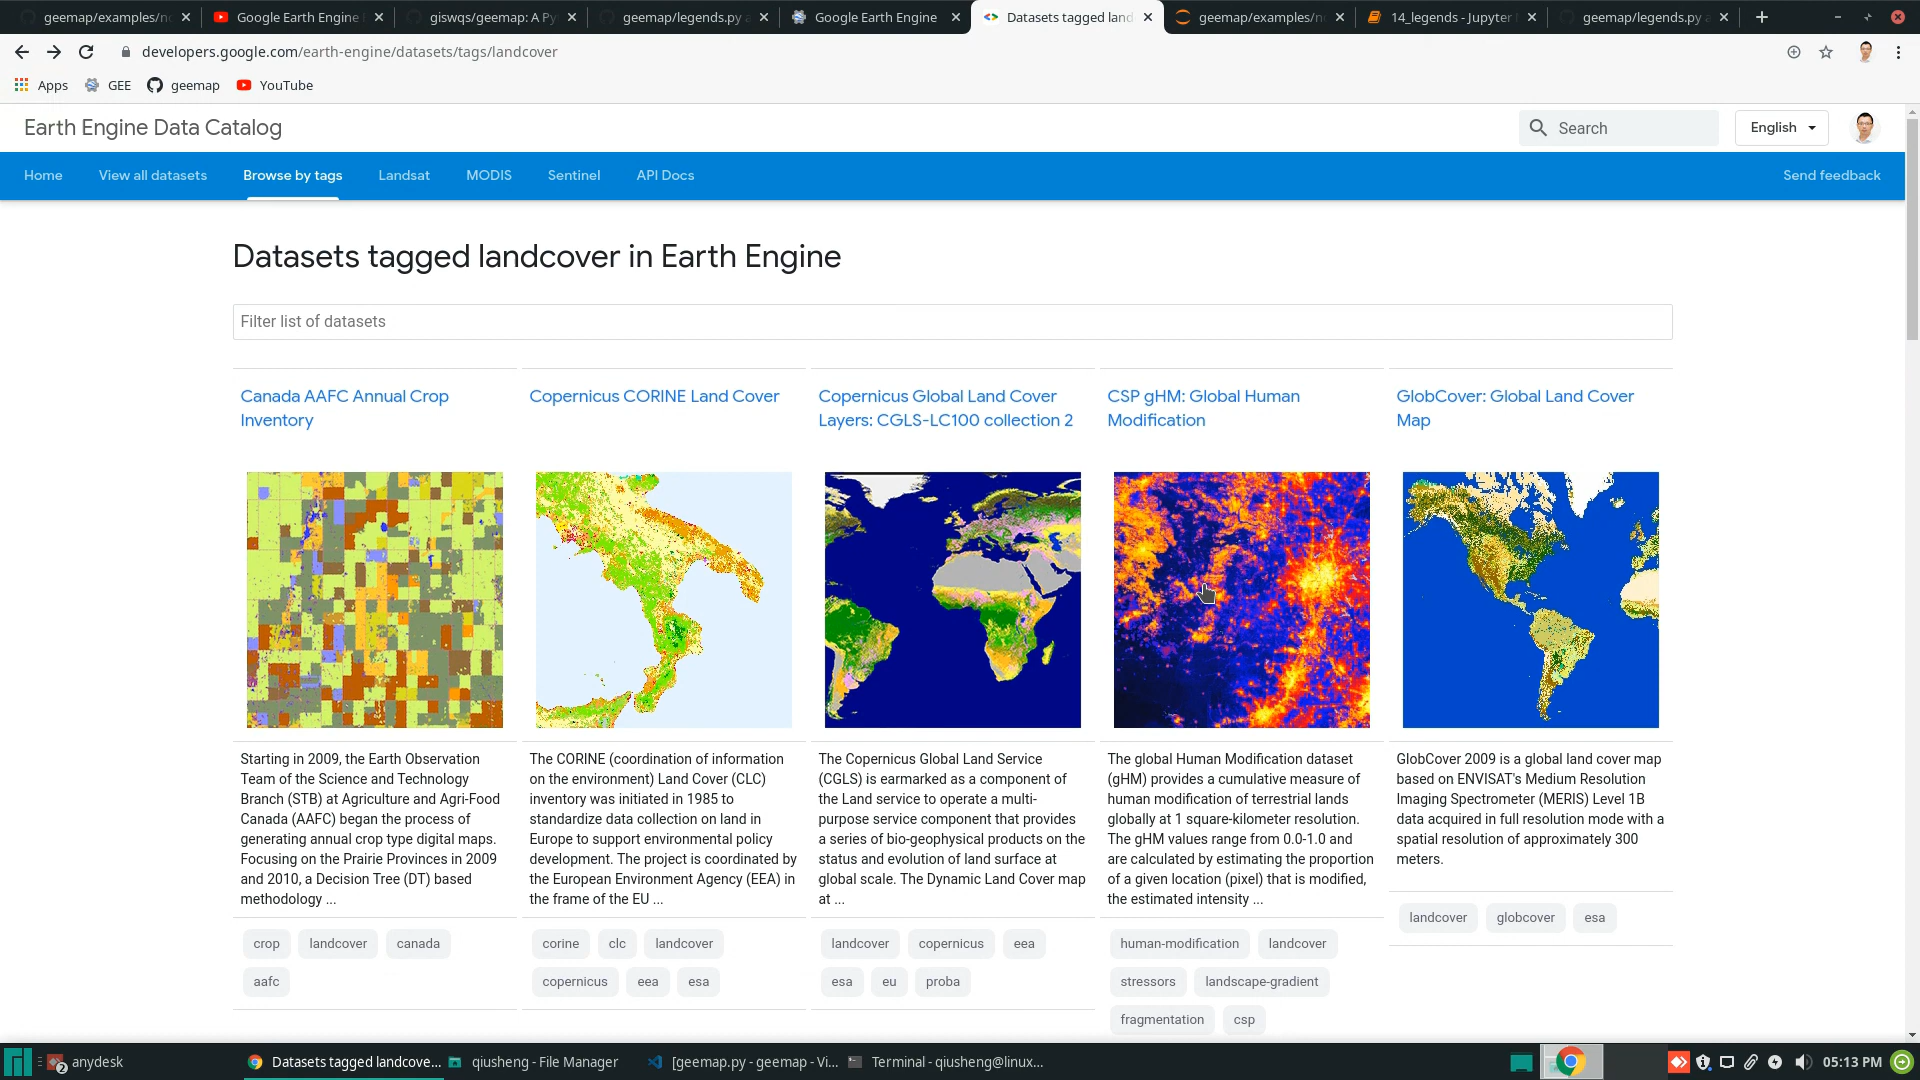 geemap/examples/no
Google Earth Engine
giswqs/geemap: A Py
geemap/legends.py a
Google Earth Engine
Datasets tagged land
geemap/examples/n
14_legends - Jupyter
geemap/legends.py a
developers.google.com/earth-engine/datasets/tags/landcover
Apps GEE geemap YouTube
Earth Engine Data Catalog
Search
English
Home View all datasets Browse by tags Landsat MODIS Sentinel API Docs Send feedback
Datasets tagged landcover in Earth Engine
Filter list of datasets
Canada AAFC Annual Crop
Inventory
Starting in 2009, the Earth Observation
Team of the Science and Technology
Branch (STB) at Agriculture and Agri-Food
Canada (AAFC) began the process of
generating annual crop type digital maps.
Focusing on the Prairie Provinces in 2009
and 2010, a Decision Tree (DT) based
methodology ...
crop landcover canada
aafc
Copernicus CORINE Land Cover
The CORINE (coordination of information
on the environment) Land Cover (CLC)
inventory was initiated in 1985 to
standardize data collection on land in
Europe to support environmental policy
development. The project is coordinated by
the European Environment Agency (EEA) in
the frame of the EU ...
corine clc landcover
copernicus eea esa
Copernicus Global Land Cover
Layers: CGLS-LC100 collection 2
The Copernicus Global Land Service
(CGLS) is earmarked as a component of
the Land service to operate a multi-
purpose service component that provides
a series of bio-geophysical products on the
status and evolution of land surface at
global scale. The Dynamic Land Cover map
at ...
landcover copernicus eea
esa eu proba
CSP gHM: Global Human
Modification
The global Human Modification dataset
(gHM) provides a cumulative measure of
human modification of terrestrial lands
globally at 1 square-kilometer resolution.
The gHM values range from 0.0-1.0 and
are calculated by estimating the proportion
of a given location (pixel) that is modified,
the estimated intensity ...
human-modification landcover
stressors landscape-gradient
fragmentation csp
GlobCover: Global Land Cover
Map
GlobCover 2009 is a global land cover map
based on ENVISAT's Medium Resolution
Imaging Spectrometer (MERIS) Level 1B
data acquired in full resolution mode with a
spatial resolution of approximately 300
meters.
landcover globcover esa
2 anydesk
Datasets tagged landcove...
qiusheng - File Manager
[geemap.py - geemap - Vi...
Terminal - qiusheng@linux...
05:13 PM